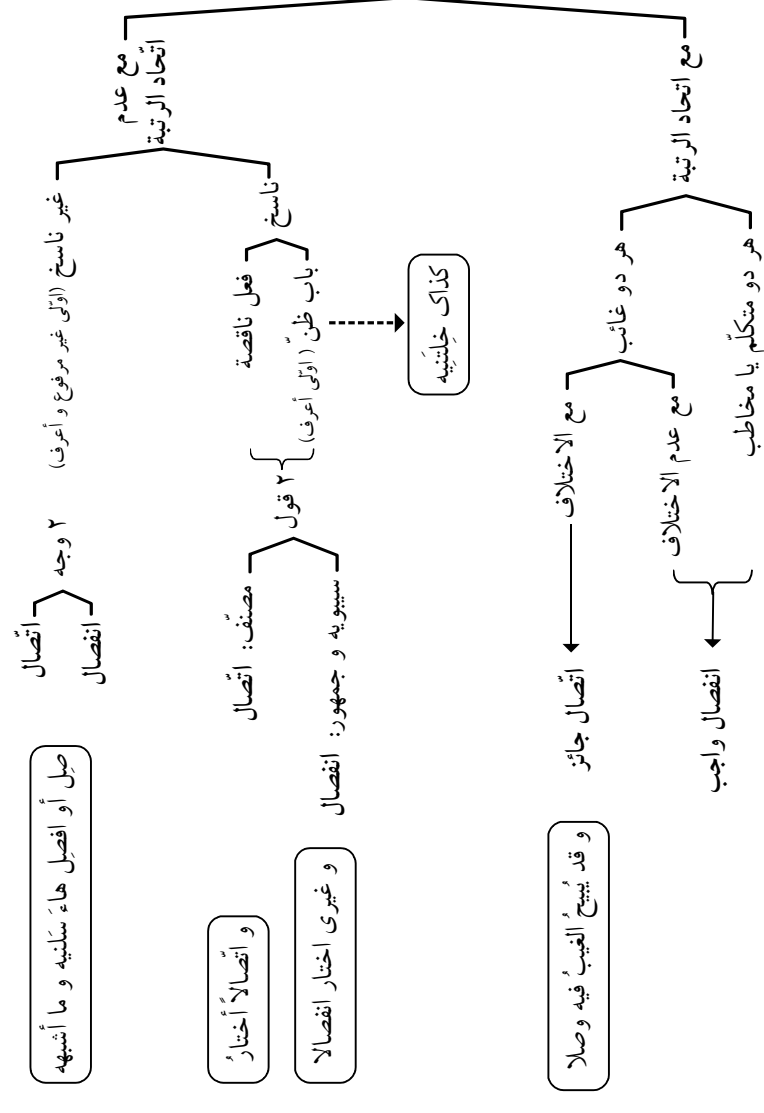 مع اتحاد الرتبة
هر دو متکلّم یا مخاطب
هر دو غائب
مع عدم الاختلاف
انفصال واجب
مع الاختلاف
اتّصال جائز
و قد یُبیحُ الغیبُ فیه وصلا
مع عدم
اتّحاد الرتبة
ناسخ
باب ظن (اوّلی أعرف)
کذاک خِلتَنِیه
فعل ناقصة
۲ قول
سیبویه و جمهور: انفصال
و غیری اختار انفصالا
مصنّف: اتّصال
و اتّصالاً أختارُ
غیر ناسخ (اوّلی غیر مرفوع و أعرف)
۲ وجه
انفصال
اتّصال
صِل أو افصِل هاءَ سَلنیه و ما أشبهه